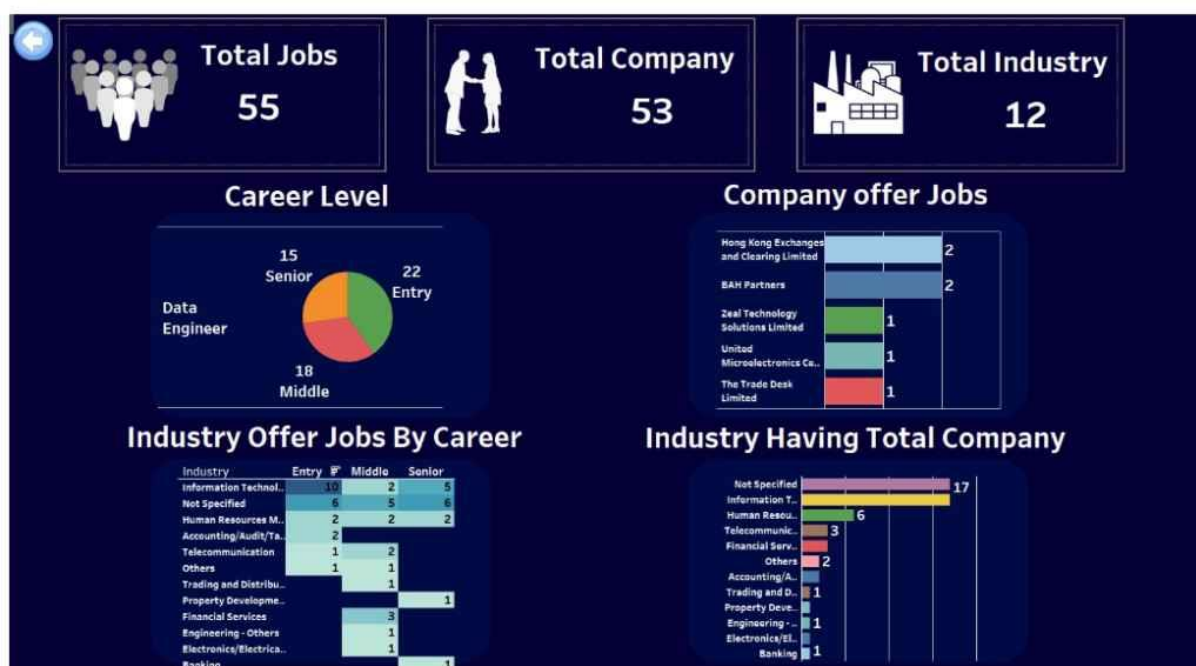 Total Jobs
55
Total Company
53
Total Industry
12
Career Level
15
Senior
22
Entry
Data
Engineer
18
Middle
Company offer Jobs
Hong Kong Exchanges
and Clearing Limited
2
BAH Partners
2
Zeal Technology
Solutions Limited
1
United
Microelectronics Co..
1
The Trade Desk
Limited
1
Industry Offer Jobs By Career
Industry Entry Middle Senior
Information Technol.. 10 2 5
Not Specified 6 5 6
Human Resources M.. 2 2 2
Accounting/Audit/Ta.. 2
Telecommunication 1 2
Others 1 1
Trading and Distribu.. 1
Property Developme.. 1
Financial Services 3
Engineering - Others 1
Electronics/Electrica.. 1
Banking 1
Industry Having Total Company
Not Specified 17
Information T..
Human Resou.. 6
Telecommunic.. 3
Financial Serv..
Others 2
Accounting/A..
Trading and D.. 1
Property Deve..
Engineering - .. 1
Electronics/El..
Banking 1